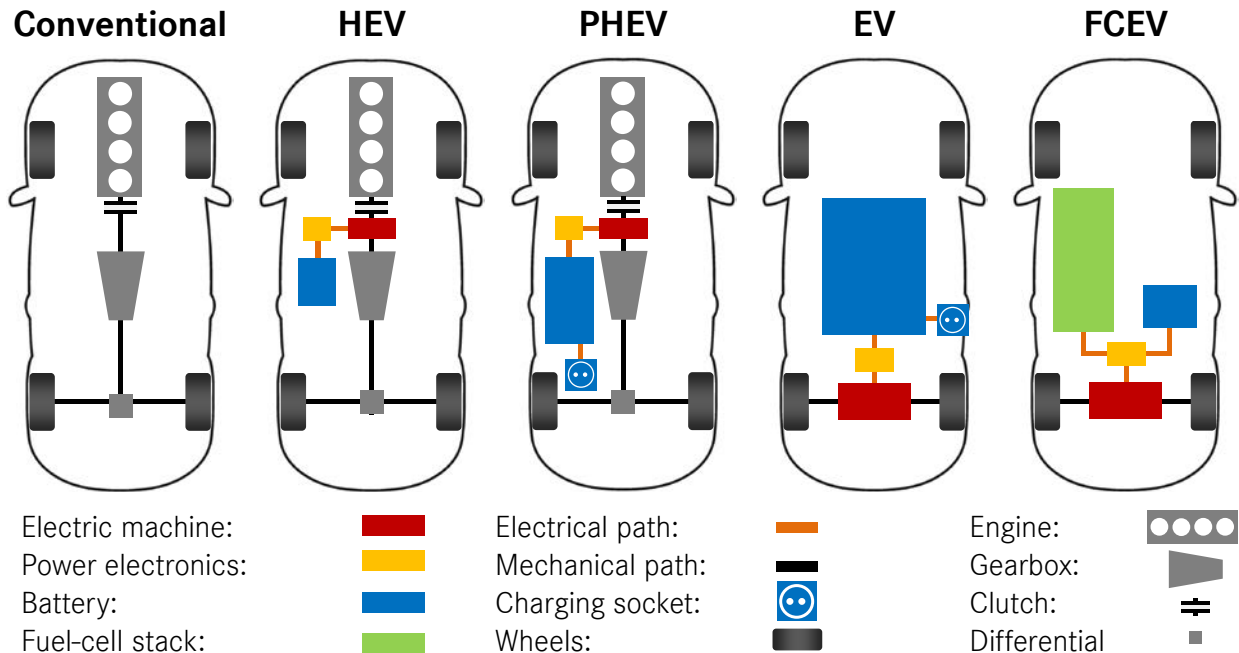 Conventional HEV PHEV EV FCEV
Electric machine: Electrical path: Engine:
Power electronics: Mechanical path: Gearbox:
Battery: Charging socket: Clutch:
Fuel-cell stack: Wheels: Differential